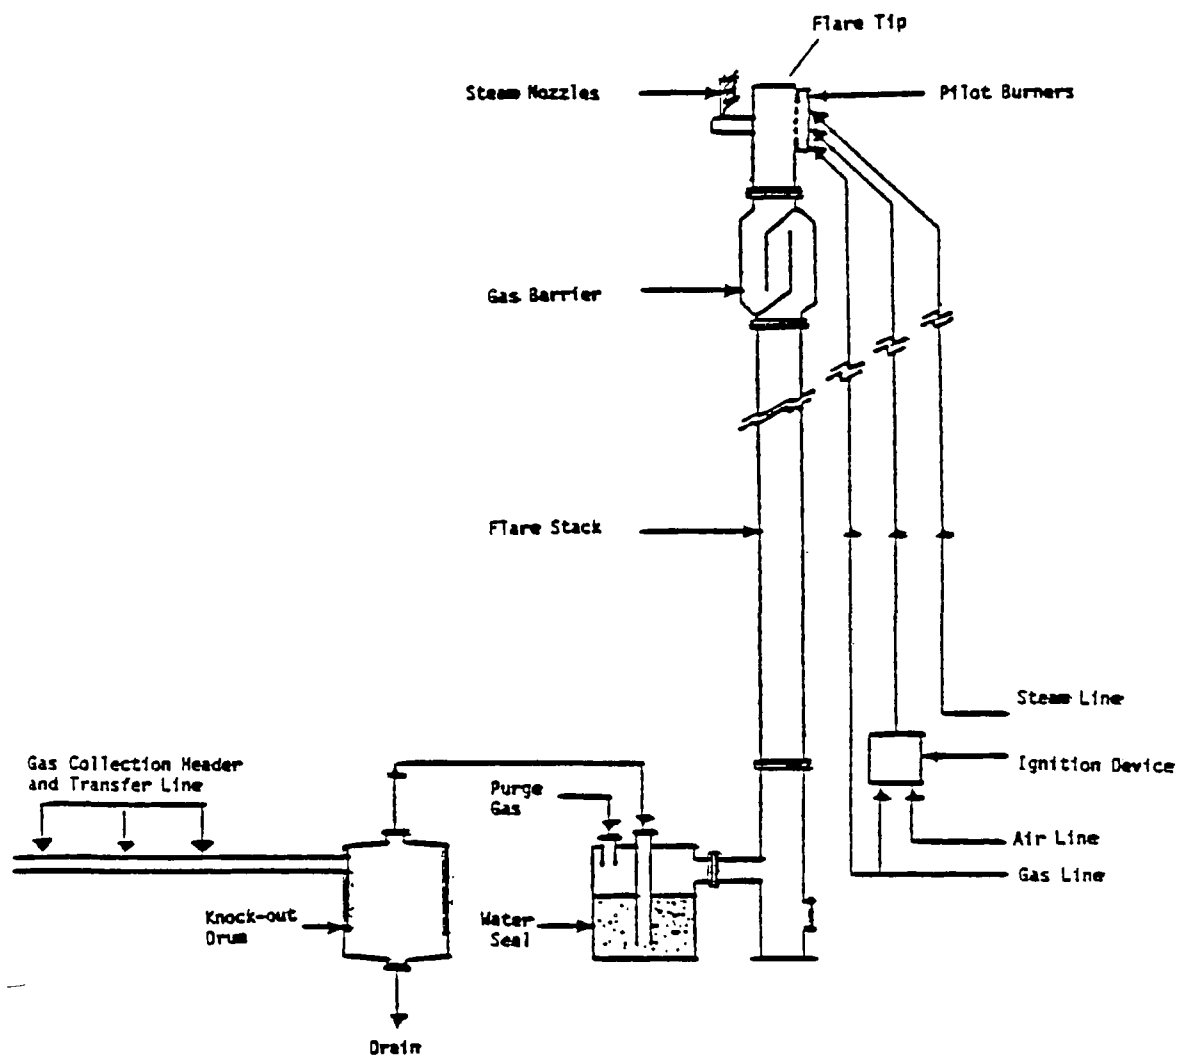 Flare Tip
Steam Nozzles
Pilot Burners
Gas Barrier
Flare Stack
Steam Line
Ignition Device
Air Line
Gas Line
Gas Collection Header
and Transfer Line
Purge
Gas
Knock-out
Drum
Water
Seal
Drain